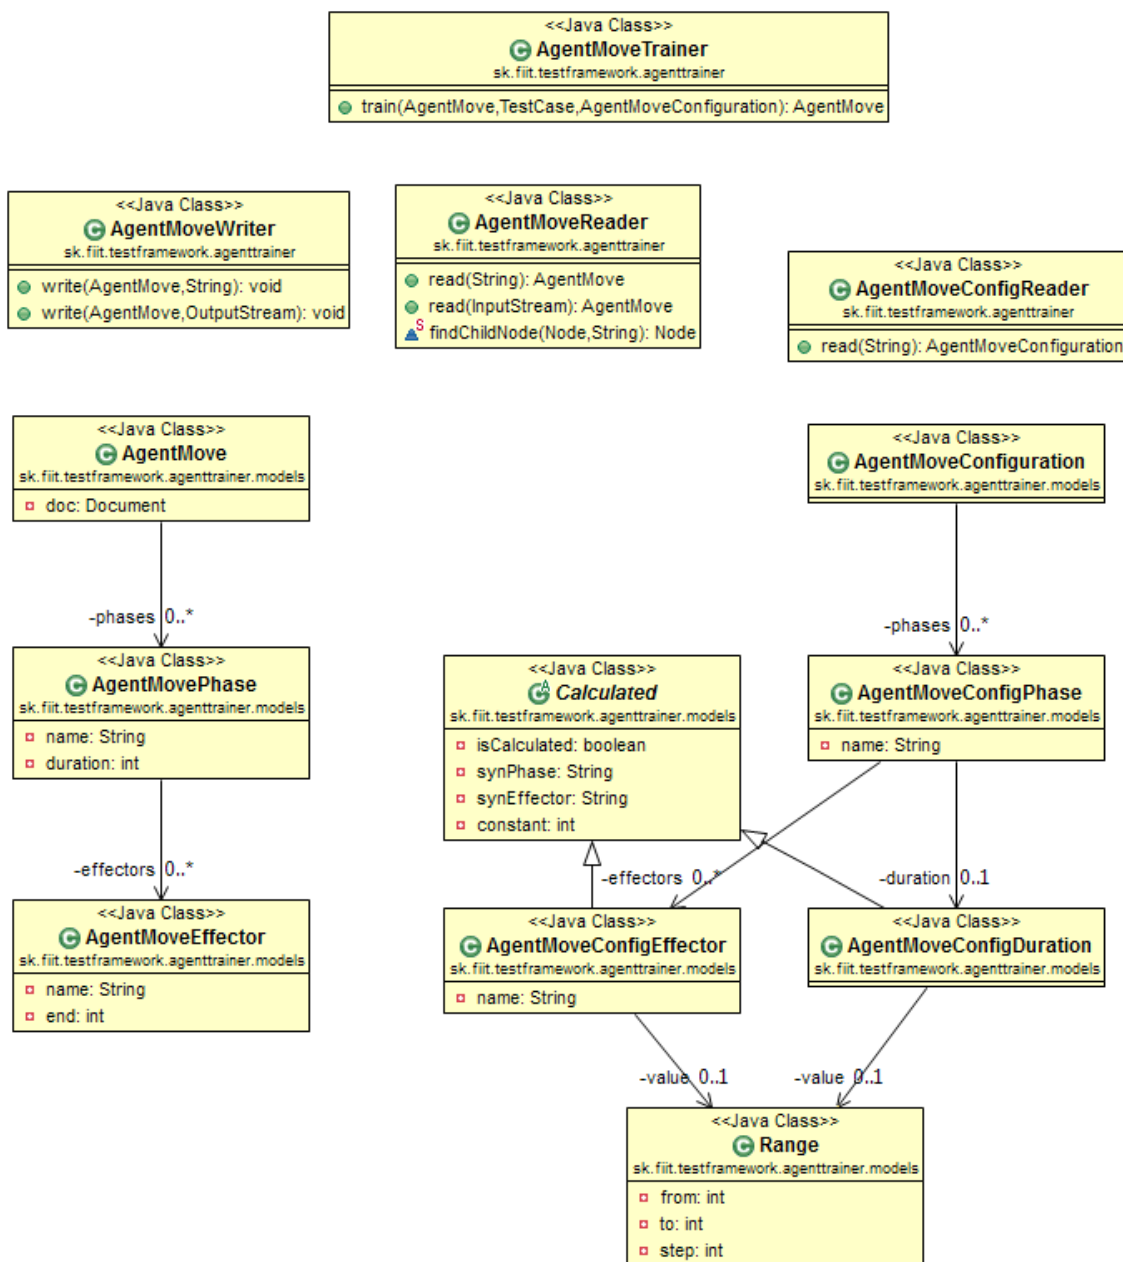 <<Java Class>>
AgentMoveTrainer
sk.fiit.testframework.agenttrainer
train(AgentMove,TestCase,AgentMoveConfiguration): AgentMove
<<Java Class>>
AgentMoveWriter
sk.fiit.testframework.agenttrainer
write(AgentMove,String): void
write(AgentMove,OutputStream): void
<<Java Class>>
AgentMoveReader
sk.fiit.testframework.agenttrainer
read(String): AgentMove
read(InputStream): AgentMove
findChildNode(Node,String): Node
<<Java Class>>
AgentMoveConfigReader
sk.fiit.testframework.agenttrainer
read(String): AgentMoveConfiguration
<<Java Class>>
AgentMove
sk.fiit.testframework.agenttrainer.models
doc: Document
<<Java Class>>
AgentMoveConfiguration
sk.fiit.testframework.agenttrainer.models
-phases 0..*
-phases 0..*
<<Java Class>>
AgentMovePhase
sk.fiit.testframework.agenttrainer.models
name: String
duration: int
<<Java Class>>
Calculated
sk.fiit.testframework.agenttrainer.models
isCalculated: boolean
synPhase: String
synEffector: String
constant: int
<<Java Class>>
AgentMoveConfigPhase
sk.fiit.testframework.agenttrainer.models
name: String
-effectors 0..*
-effectors 0..*
-duration 0..1
<<Java Class>>
AgentMoveEffector
sk.fiit.testframework.agenttrainer.models
name: String
end: int
<<Java Class>>
AgentMoveConfigEffector
sk.fiit.testframework.agenttrainer.models
name: String
<<Java Class>>
AgentMoveConfigDuration
sk.fiit.testframework.agenttrainer.models
-value 0..1
-value 0..1
<<Java Class>>
Range
sk.fiit.testframework.agenttrainer.models
from: int
to: int
step: int